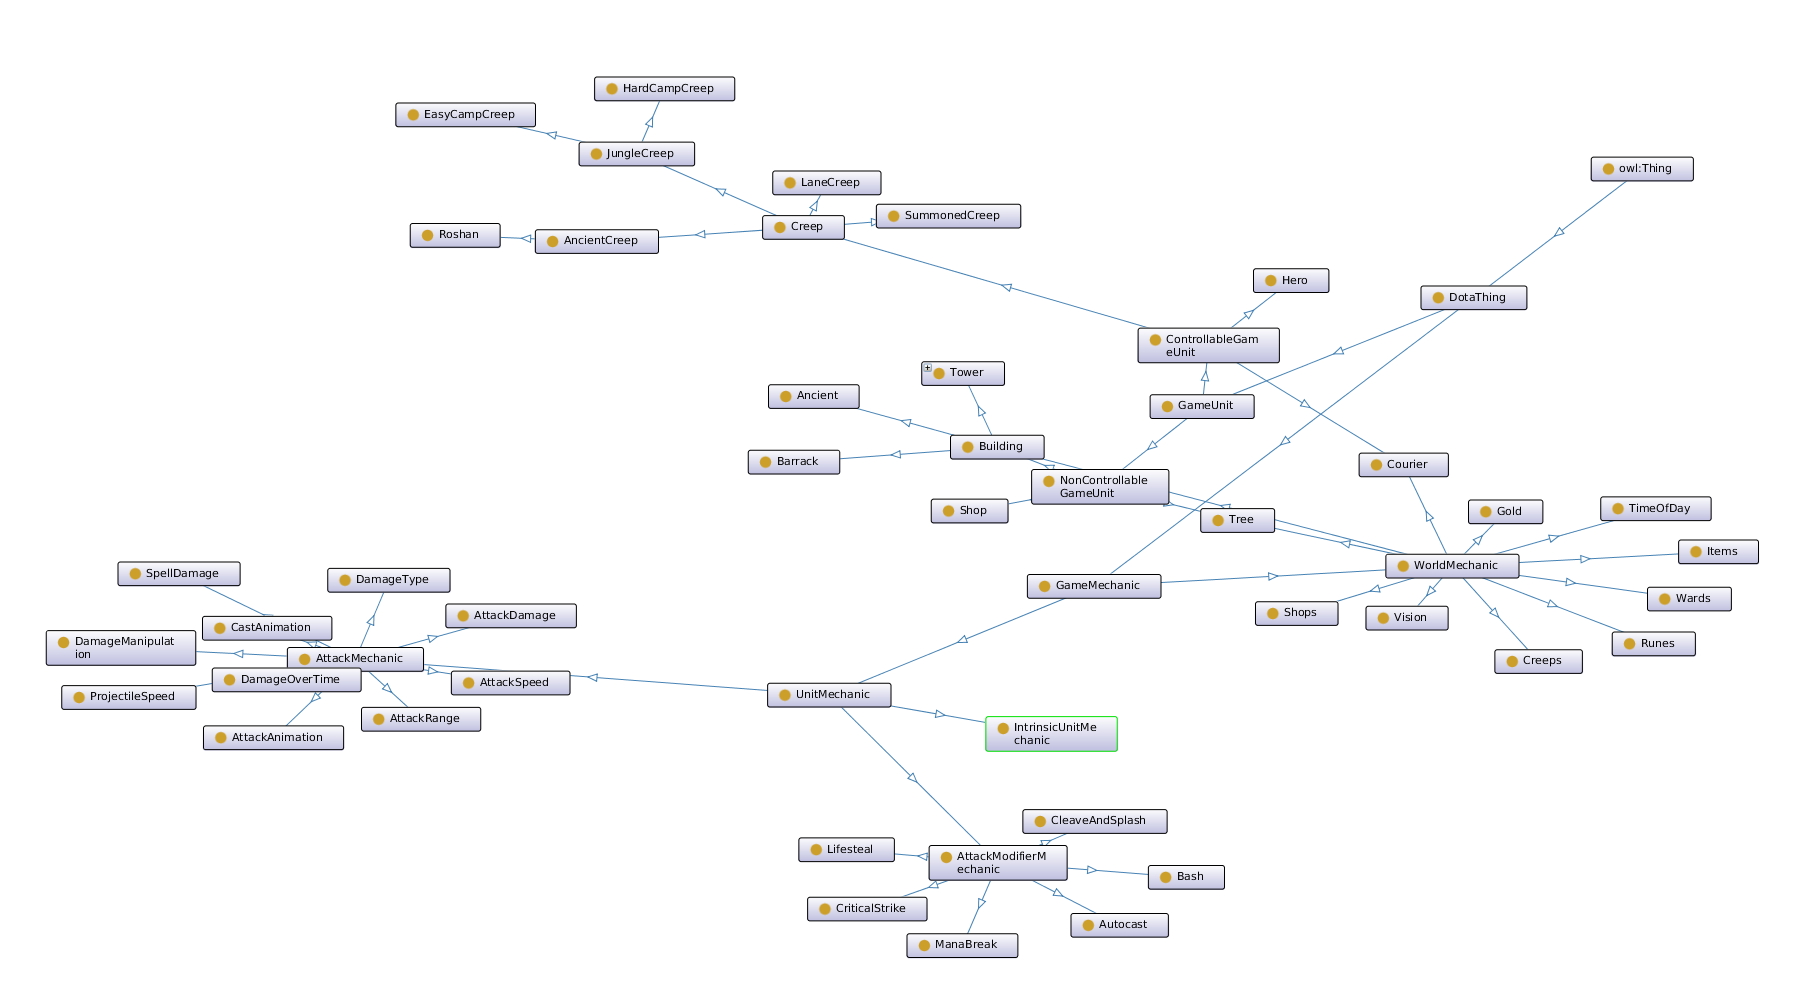 HardCampCreep
EasyCampCreep
JungleCreep
owl:Thing
LaneCreep
SummonedCreep
Creep
Roshan
AncientCreep
Hero
DotaThing
ControllableGam
eUnit
Tower
Ancient
GameUnit
Building
Barrack
Courier
NonControllable
GameUnit
Shop
Tree
Gold
TimeOfDay
Items
WorldMechanic
SpellDamage
DamageType
GameMechanic
Wards
Shops
Vision
AttackDamage
CastAnimation
DamageManipulat
ion
Runes
AttackMechanic
Creeps
DamageOverTime
AttackSpeed
ProjectileSpeed
UnitMechanic
AttackRange
IntrinsicUnitMe
chanic
AttackAnimation
CleaveAndSplash
Lifesteal
AttackModifierM
echanic
Bash
CriticalStrike
Autocast
ManaBreak